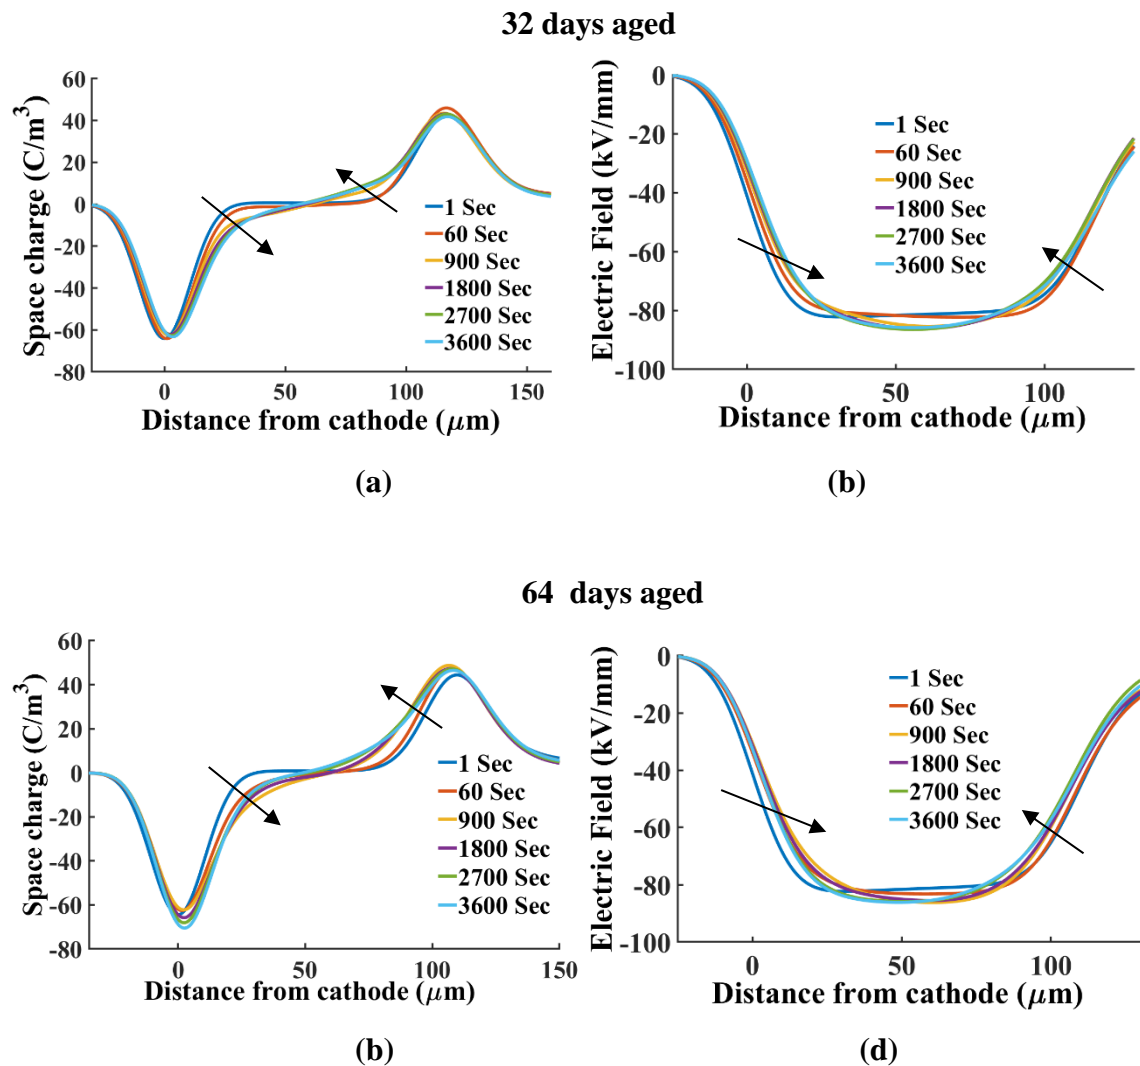 32 days aged
Space charge (C/m³)
60
40
20
0
-20
-40
-60
-80
1 Sec
60 Sec
900 Sec
1800 Sec
2700 Sec
3600 Sec
0 50 100 150
Distance from cathode (μm)
(a)
Electric Field (kV/mm)
0
-20
-40
-60
-80
-100
1 Sec
60 Sec
900 Sec
1800 Sec
2700 Sec
3600 Sec
0 50 100
Distance from cathode (μm)
(b)
64 days aged
Space charge (C/m³)
60
40
20
0
-20
-40
-60
-80
1 Sec
60 Sec
900 Sec
1800 Sec
2700 Sec
3600 Sec
0 50 100 150
Distance from cathode (μm)
(b)
Electric Field (kV/mm)
0
-20
-40
-60
-80
-100
1 Sec
60 Sec
900 Sec
1800 Sec
2700 Sec
3600 Sec
0 50 100
Distance from cathode (μm)
(d)